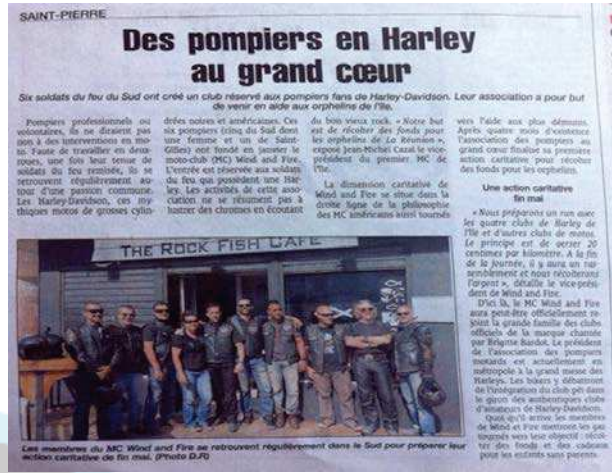 SAINT-PIERRE
Des pompiers en Harley
au grand cœur
Six soldats du feu du Sud ont créé un club réservé aux pompiers fans de Harley-Davidson. Leur association a pour but
de venir en aide aux orphelins de l'île.
Pompiers professionnels ou
volontaires, ils ne diraient pas
non à des interventions en mo-
to. Faute de travailler en deux-
roues, une fois leur tenue de
soldats du feu remisée, ils se
retrouvent régulièrement au-
tour d'une passion commune.
Les Harley-Davidson, ces my-
thiques motos de grosses cylin-
drées noires et américaines. Ces
six pompiers (cinq du Sud dont
une femme et un de Saint-
Gilles) ont fondé en janvier le
moto-club (MC) Wind and Fire.
L'entrée est réservée aux soldats
du feu qui possèdent une Har-
ley. Les activités de cette asso-
ciation ne se résument pas à
lustrer des chromes en écoutant
du bon vieux rock. « Notre but
est de récolter des fonds pour
les orphelins de La Réunion »,
expose Jean-Michel Cazal le vice-
président du premier MC de
l'île.
La dimension caritative de
Wind and Fire se situe dans la
droite ligne de la philosophie
des MC américains aussi tournés
vers l'aide aux plus démunis.
Après quatre mois d'existence
l'association des pompiers au
grand cœur finalise sa première
action caritative pour récolter
des fonds pour les orphelins.
Une action caritative
fin mai
« Nous préparons un run avec
les quatre clubs de Harley de
l'île et d'autres clubs de motos.
Le principe est de verser 20
centimes par kilomètre. A la fin
de la journée, il y aura un ras-
semblement et nous récolterons
l'argent », détaille le vice-prési-
dent de Wind and Fire.
D'ici là, le MC Wind and Fire
aura peut-être officiellement re-
joint la grande famille des clubs
officiels de la marque chantée
par Brigitte Bardot. Le président
de l'association des pompiers
motards est actuellement en
métropole à la grand messe des
Harleys. Les bikers y débattront
de l'intégration du club péi dans
le giron des authentiques clubs
d'amateurs de Harley-Davidson.
Quoi qu'il arrive les membres
de Wind et Fire mettront les gaz
tournés vers leur objectif : récol-
ter des fonds et des cadeaux
pour les enfants sans parents.
THE ROCK FISH CAFE
Les membres du MC Wind and Fire se retrouvent régulièrement dans le Sud pour préparer leur
action caritative de fin mai. (Photo D.R)